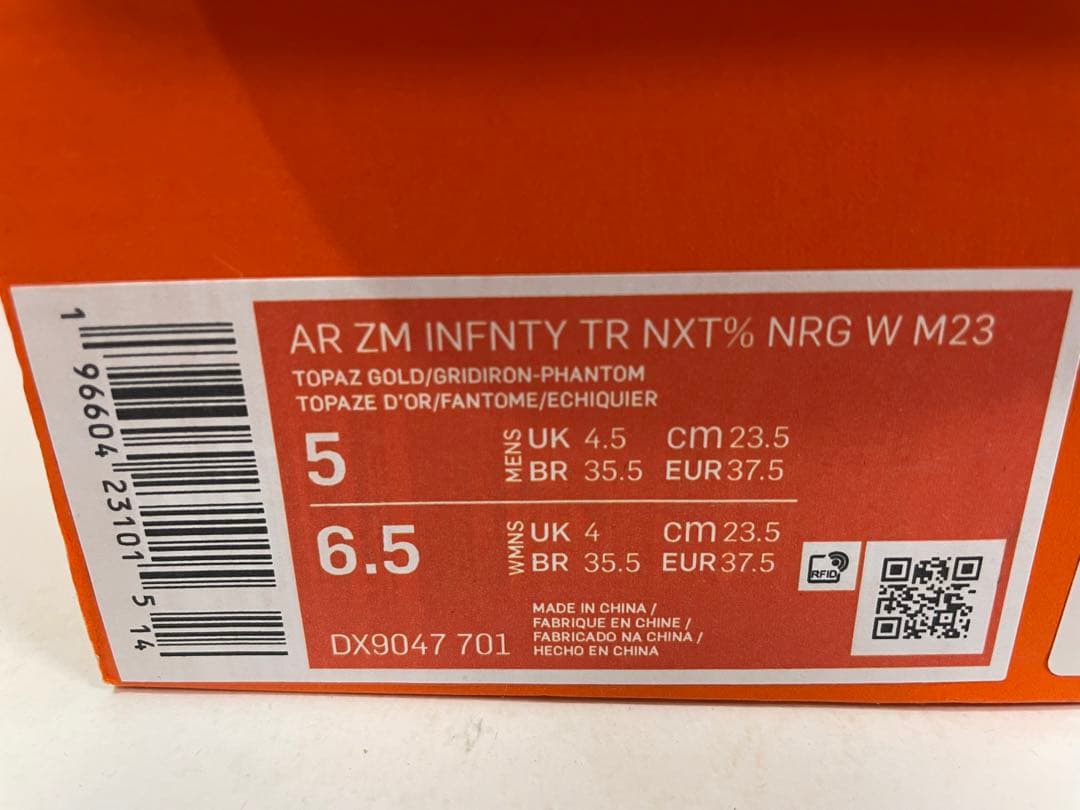 1 96604 23101 5 14
AR ZM INFNTY TR NXT% NRG W M23
TOPAZ GOLD/GRIDIRON-PHANTOM
TOPAZE D'OR/FANTOME/ECHIQUIER
5 MENS UK 4.5 cm 23.5
BR 35.5 EUR 37.5
6.5 WMNS UK 4 cm 23.5
BR 35.5 EUR 37.5
RFID
MADE IN CHINA /
FABRIQUE EN CHINE /
FABRICADO NA CHINA /
HECHO EN CHINA
DX9047 701